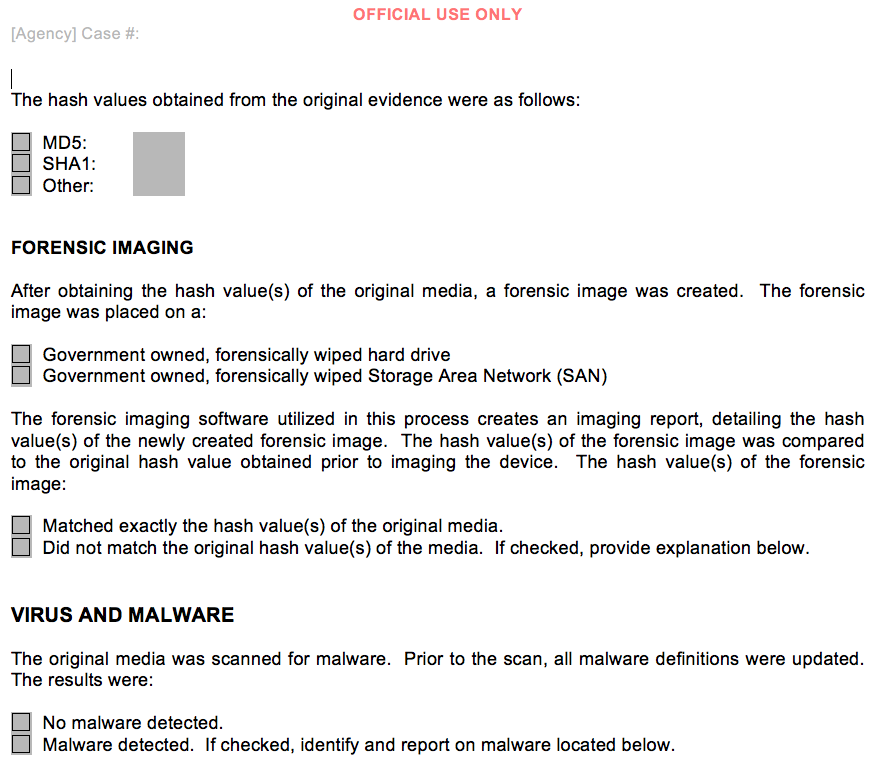 OFFICIAL USE ONLY
[Agency] Case #:
The hash values obtained from the original evidence were as follows:
MD5:
SHA1:
Other:
FORENSIC IMAGING
After obtaining the hash value(s) of the original media, a forensic image was created.  The forensic
image was placed on a:
Government owned, forensically wiped hard drive
Government owned, forensically wiped Storage Area Network (SAN)
The forensic imaging software utilized in this process creates an imaging report, detailing the hash
value(s) of the newly created forensic image.  The hash value(s) of the forensic image was compared
to the original hash value obtained prior to imaging the device.  The hash value(s) of the forensic
image:
Matched exactly the hash value(s) of the original media.
Did not match the original hash value(s) of the media.  If checked, provide explanation below.
VIRUS AND MALWARE
The original media was scanned for malware.  Prior to the scan, all malware definitions were updated.
The results were:
No malware detected.
Malware detected.  If checked, identify and report on malware located below.